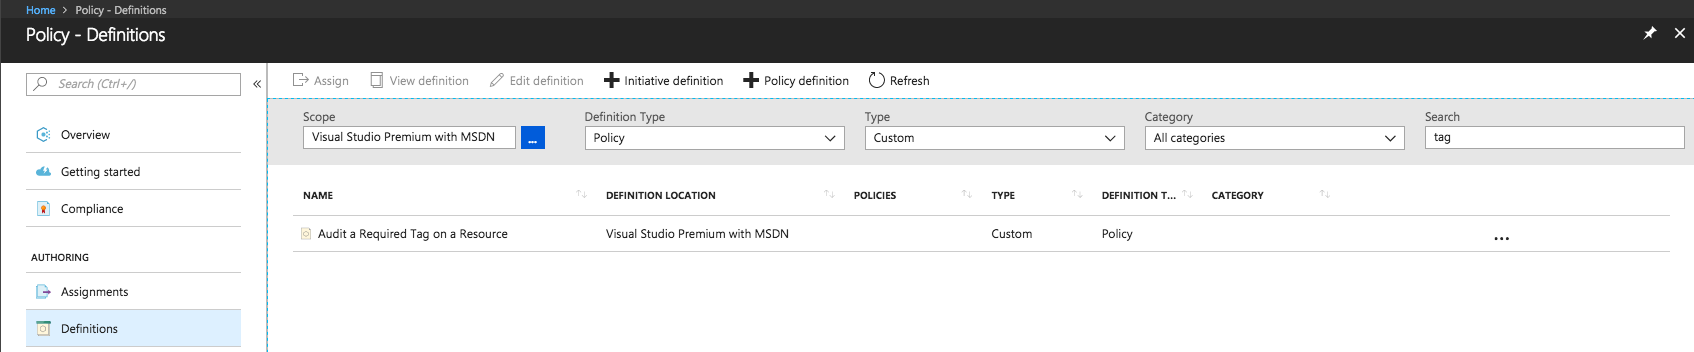 Home > Policy - Definitions
Policy - Definitions
Search (Ctrl+/)
«
Overview
Getting started
Compliance
AUTHORING
Assignments
Definitions
Assign View definition Edit definition Initiative definition Policy definition Refresh
Scope Definition Type Type Category Search
Visual Studio Premium with MSDN ... Policy Custom All categories tag
NAME DEFINITION LOCATION POLICIES TYPE DEFINITION T... CATEGORY
Audit a Required Tag on a Resource Visual Studio Premium with MSDN Custom Policy ...